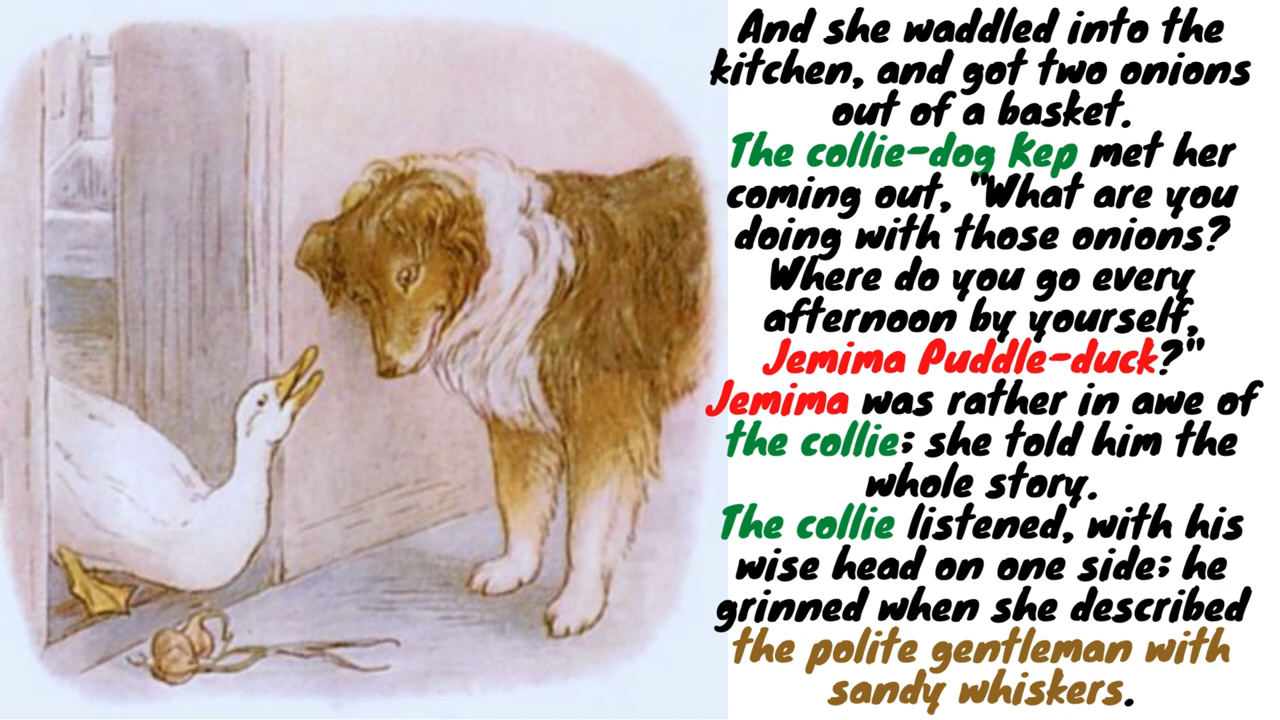 And she waddled into the
kitchen, and got two onions
out of a basket.
The collie-dog Kep met her
coming out, "What are you
doing with those onions?
Where do you go every
afternoon by yourself,
Jemima Puddle-duck?"
Jemima was rather in awe of
the collie; she told him the
whole story.
The collie listened, with his
wise head on one side; he
grinned when she described
the polite gentleman with
sandy whiskers.